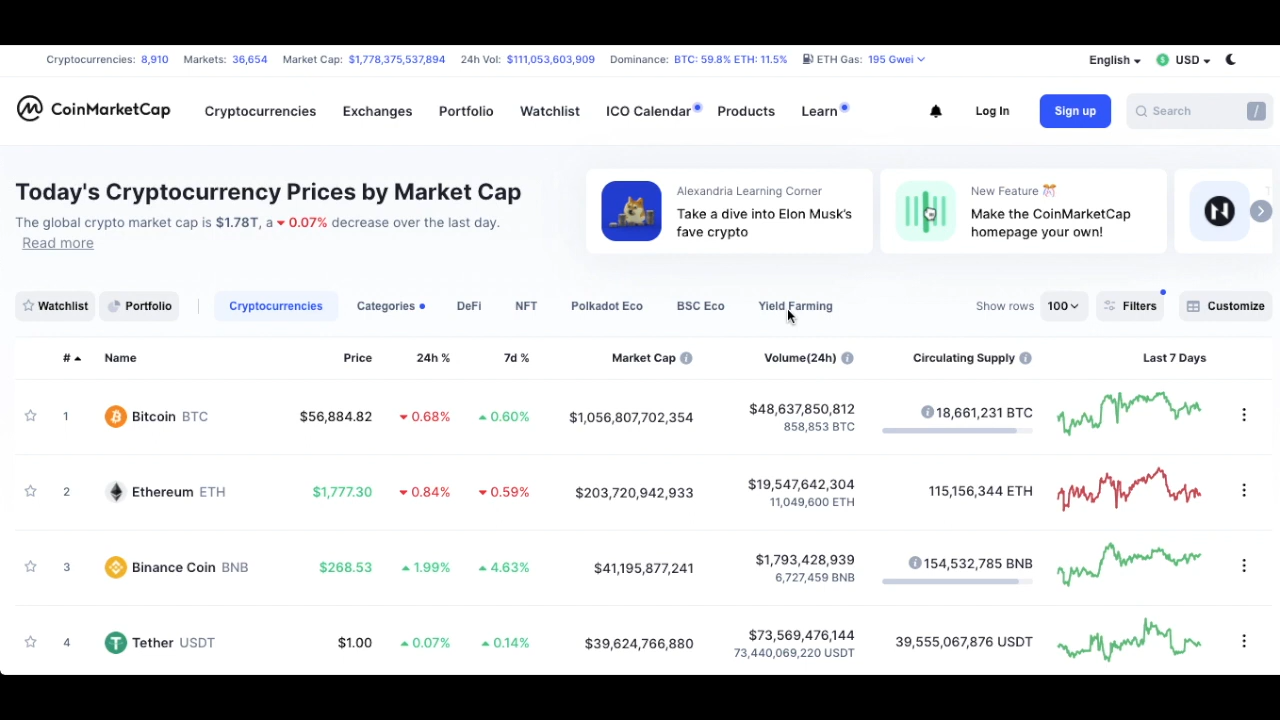 Cryptocurrencies: 8,910 Markets: 36,654 Market Cap: $1,778,375,537,894 24h Vol: $111,053,603,909 Dominance: BTC: 59.8% ETH: 11.5% ETH Gas: 195 Gwei English USD
CoinMarketCap Cryptocurrencies Exchanges Portfolio Watchlist ICO Calendar Products Learn Log In Sign up Search /
Today's Cryptocurrency Prices by Market Cap
The global crypto market cap is $1.78T, a 0.07% decrease over the last day.
Read more
Alexandria Learning Corner
Take a dive into Elon Musk's
fave crypto
New Feature
Make the CoinMarketCap
homepage your own!
Watchlist Portfolio Cryptocurrencies Categories DeFi NFT Polkadot Eco BSC Eco Yield Farming Show rows 100 Filters Customize
# Name Price 24h % 7d % Market Cap Volume(24h) Circulating Supply Last 7 Days
1 Bitcoin BTC $56,884.82 0.68% 0.60% $1,056,807,702,354 $48,637,850,812 18,661,231 BTC
858,853 BTC
2 Ethereum ETH $1,777.30 0.84% 0.59% $203,720,942,933 $19,547,642,304 115,156,344 ETH
11,049,600 ETH
3 Binance Coin BNB $268.53 1.99% 4.63% $41,195,877,241 $1,793,428,939 154,532,785 BNB
6,727,459 BNB
4 Tether USDT $1.00 0.07% 0.14% $39,624,766,880 $73,569,476,144 39,555,067,876 USDT
73,440,069,220 USDT